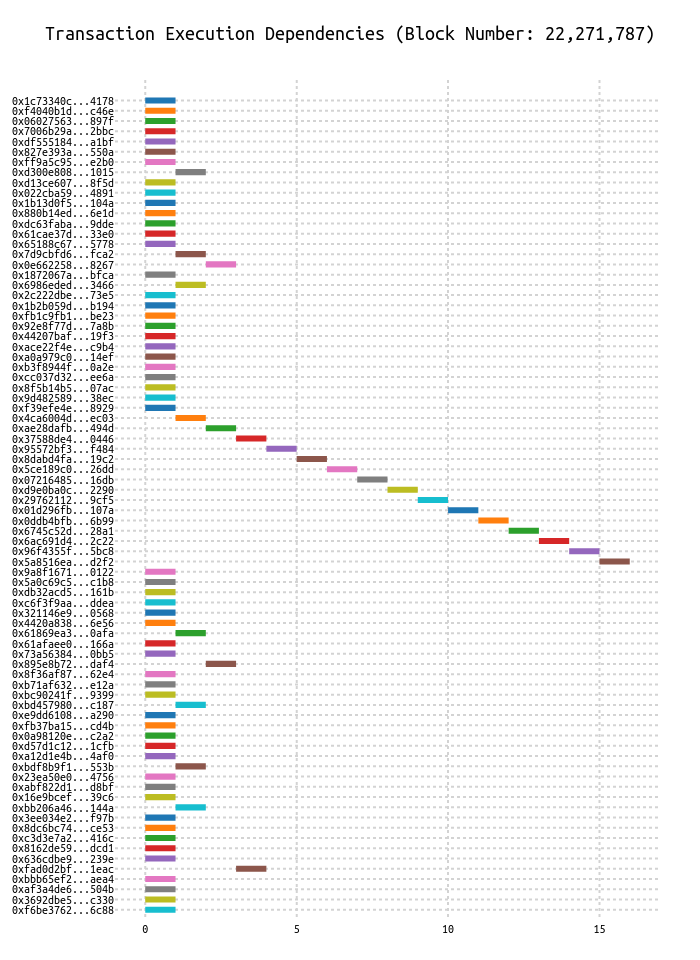 Transaction Execution Dependencies (Block Number: 22,271,787)
0x1c73340c...4178
0xf4040b1d...c46e
0x06027563...897f
0x7006b29a...2bbc
0xdf555184...a1bf
0x827e393a...550a
0xff9a5c95...e2b0
0xd300e808...1015
0xd13ce607...8f5d
0x022cba59...4891
0x1b13d0f5...104a
0x880b14ed...6e1d
0xdc63faba...9dde
0x61cae37d...33e0
0x65188c67...5778
0x7d9cbfd6...fca2
0x0e662258...8267
0x1872067a...bfca
0x6986eded...3466
0x2c222dbe...73e5
0x1b2b059d...b194
0xfb1c9fb1...be23
0x92e8f77d...7a8b
0x44207baf...19f3
0xace22f4e...c9b4
0xa0a979c0...14ef
0xb3f8944f...0a2e
0xcc037d32...ee6a
0x8f5b14b5...07ac
0x9d482589...38ec
0xf39efe4e...8929
0x4ca6004d...ec03
0xae28dafb...494d
0x37588de4...0446
0x95572bf3...f484
0x8dabd4fa...19c2
0x5ce189c0...26dd
0x07216485...16db
0xd9e0ba0c...2290
0x29762112...9cf5
0x01d296fb...107a
0x0ddb4bfb...6b99
0x6745c52d...28a1
0x6ac691d4...2c22
0x96f4355f...5bc8
0x5a8516ea...d2f2
0x9a8f1671...0122
0x5a0c69c5...c1b8
0xdb32acd5...161b
0xc6f3f9aa...ddea
0x321146e9...0568
0x4420a838...6e56
0x61869ea3...0afa
0x61afaee0...166a
0x73a56384...0bb5
0x895e8b72...daf4
0x8f36af87...62e4
0xb71af632...e12a
0xbc90241f...9399
0xbd457980...c187
0xe9dd6108...a290
0xfb37ba15...cd4b
0x0a98120e...c2a2
0xd57d1c12...1cfb
0xa12d1e4b...4af0
0xbdf8b9f1...553b
0x23ea50e0...4756
0xabf822d1...d8bf
0x16e9bcef...39c6
0xbb206a46...144a
0x3ee034e2...f97b
0x8dc6bc74...ce53
0xc3d3e7a2...416c
0x8162de59...dcd1
0x636cdbe9...239e
0xfad0d2bf...1eac
0xbbb65ef2...aea4
0xaf3a4de6...504b
0x3692dbe5...c330
0xf6be3762...6c88
0 5 10 15